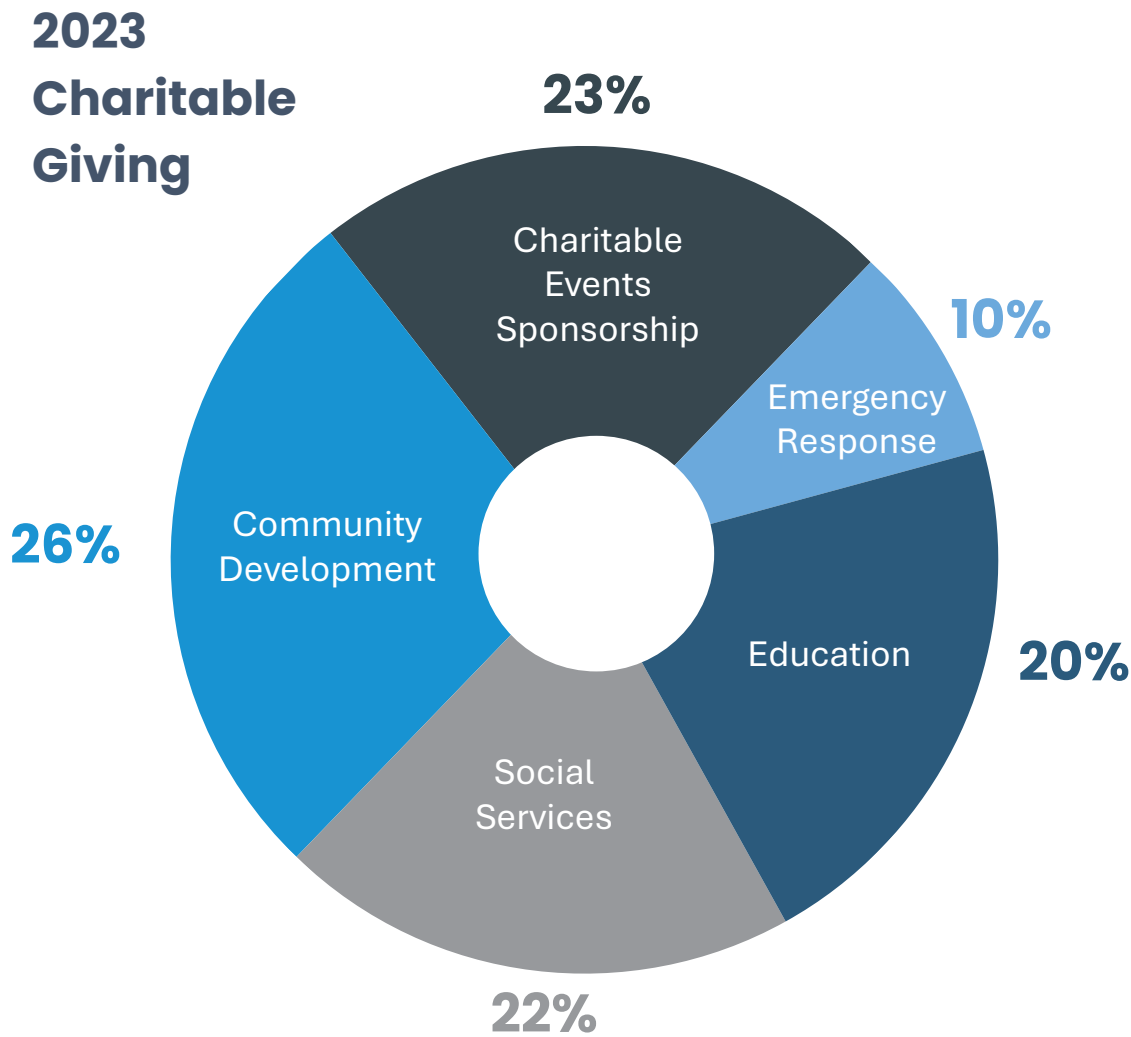 2023
Charitable
Giving
23%
Charitable
Events
Sponsorship
10%
Emergency
Response
26%
Community
Development
Education
20%
Social
Services
22%